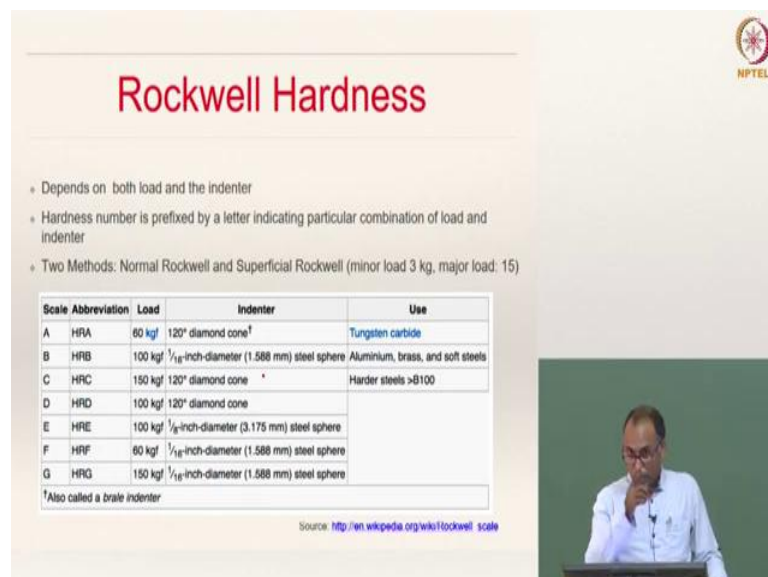 NPTEL
Rockwell Hardness
Depends on both load and the indenter
Hardness number is prefixed by a letter indicating particular combination of load and
indenter
Two Methods: Normal Rockwell and Superficial Rockwell (minor load 3 kg, major load: 15)
Scale Abbreviation Load Indenter Use
A HRA 60 kgf 120° diamond cone† Tungsten carbide
B HRB 100 kgf 1/16-inch-diameter (1.588 mm) steel sphere Aluminium, brass, and soft steels
C HRC 150 kgf 120° diamond cone Harder steels >B100
D HRD 100 kgf 120° diamond cone
E HRE 100 kgf 1/8-inch-diameter (3.175 mm) steel sphere
F HRF 60 kgf 1/16-inch-diameter (1.588 mm) steel sphere
G HRG 150 kgf 1/16-inch-diameter (1.588 mm) steel sphere
†Also called a brale indenter
Source: http://en.wikipedia.org/wiki/Rockwell_scale